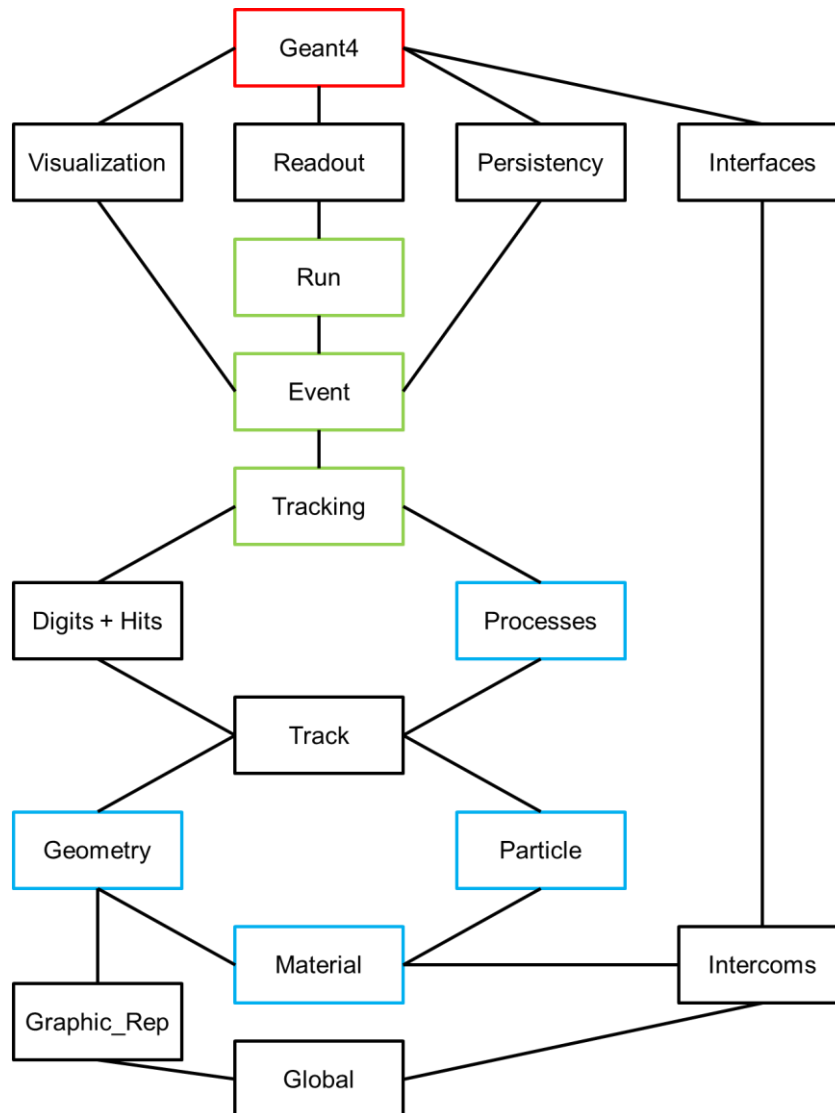 Geant4
Visualization
Readout
Persistency
Interfaces
Run
Event
Tracking
Digits + Hits
Processes
Track
Geometry
Particle
Material
Intercoms
Graphic_Rep
Global